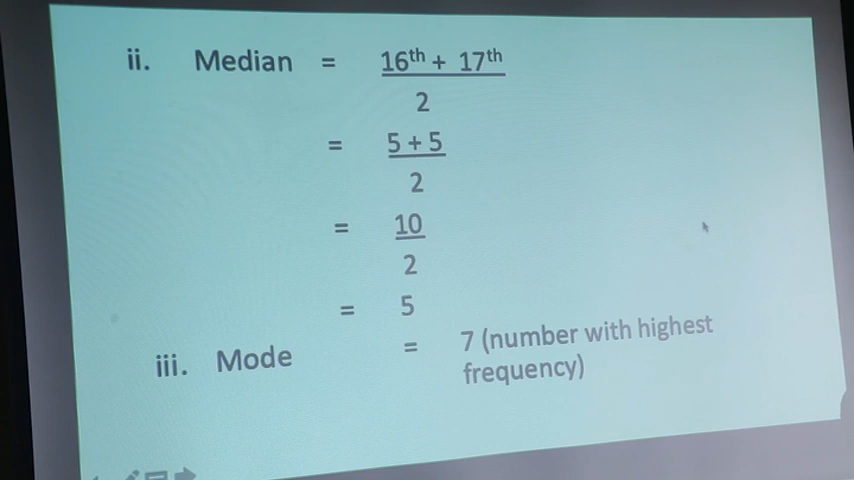 ii. Median = 16th + 17th
2
= 5 + 5
2
= 10
2
= 5
iii. Mode = 7 (number with highest
frequency)